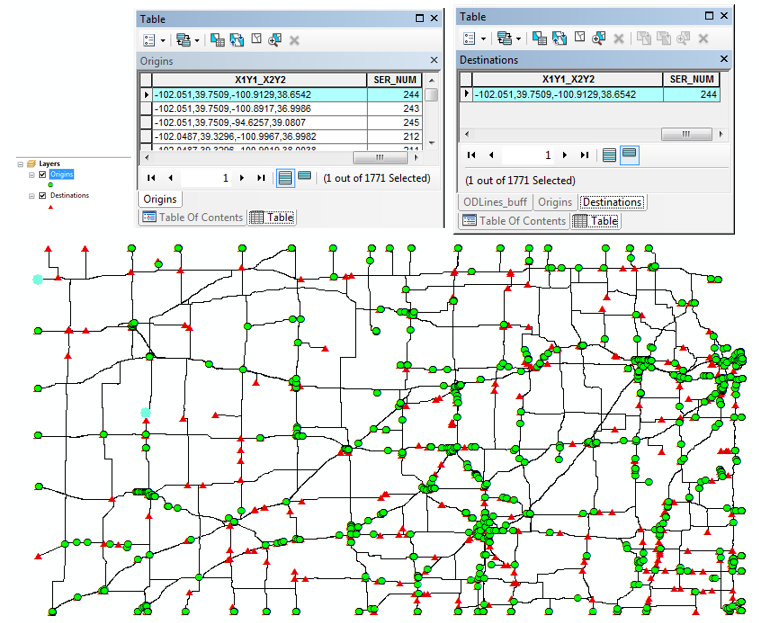 Table
Origins
X1Y1_X2Y2 SER_NUM
-102.051,39.7509,-100.9129,38.6542 244
-102.051,39.7509,-100.8917,36.9986 243
-102.051,39.7509,-94.6257,39.0807 245
-102.0487,39.3296,-100.9967,36.9982 212
-102.0487,39.3296,-100.9019,38.0038 211
1 (1 out of 1771 Selected)
Origins
Table Of Contents Table
Table
Destinations
X1Y1_X2Y2 SER_NUM
-102.051,39.7509,-100.9129,38.6542 244
1
(1 out of 1771 Selected)
ODLines_buff Origins Destinations
Table Of Contents Table
Layers
Origins
Destinations